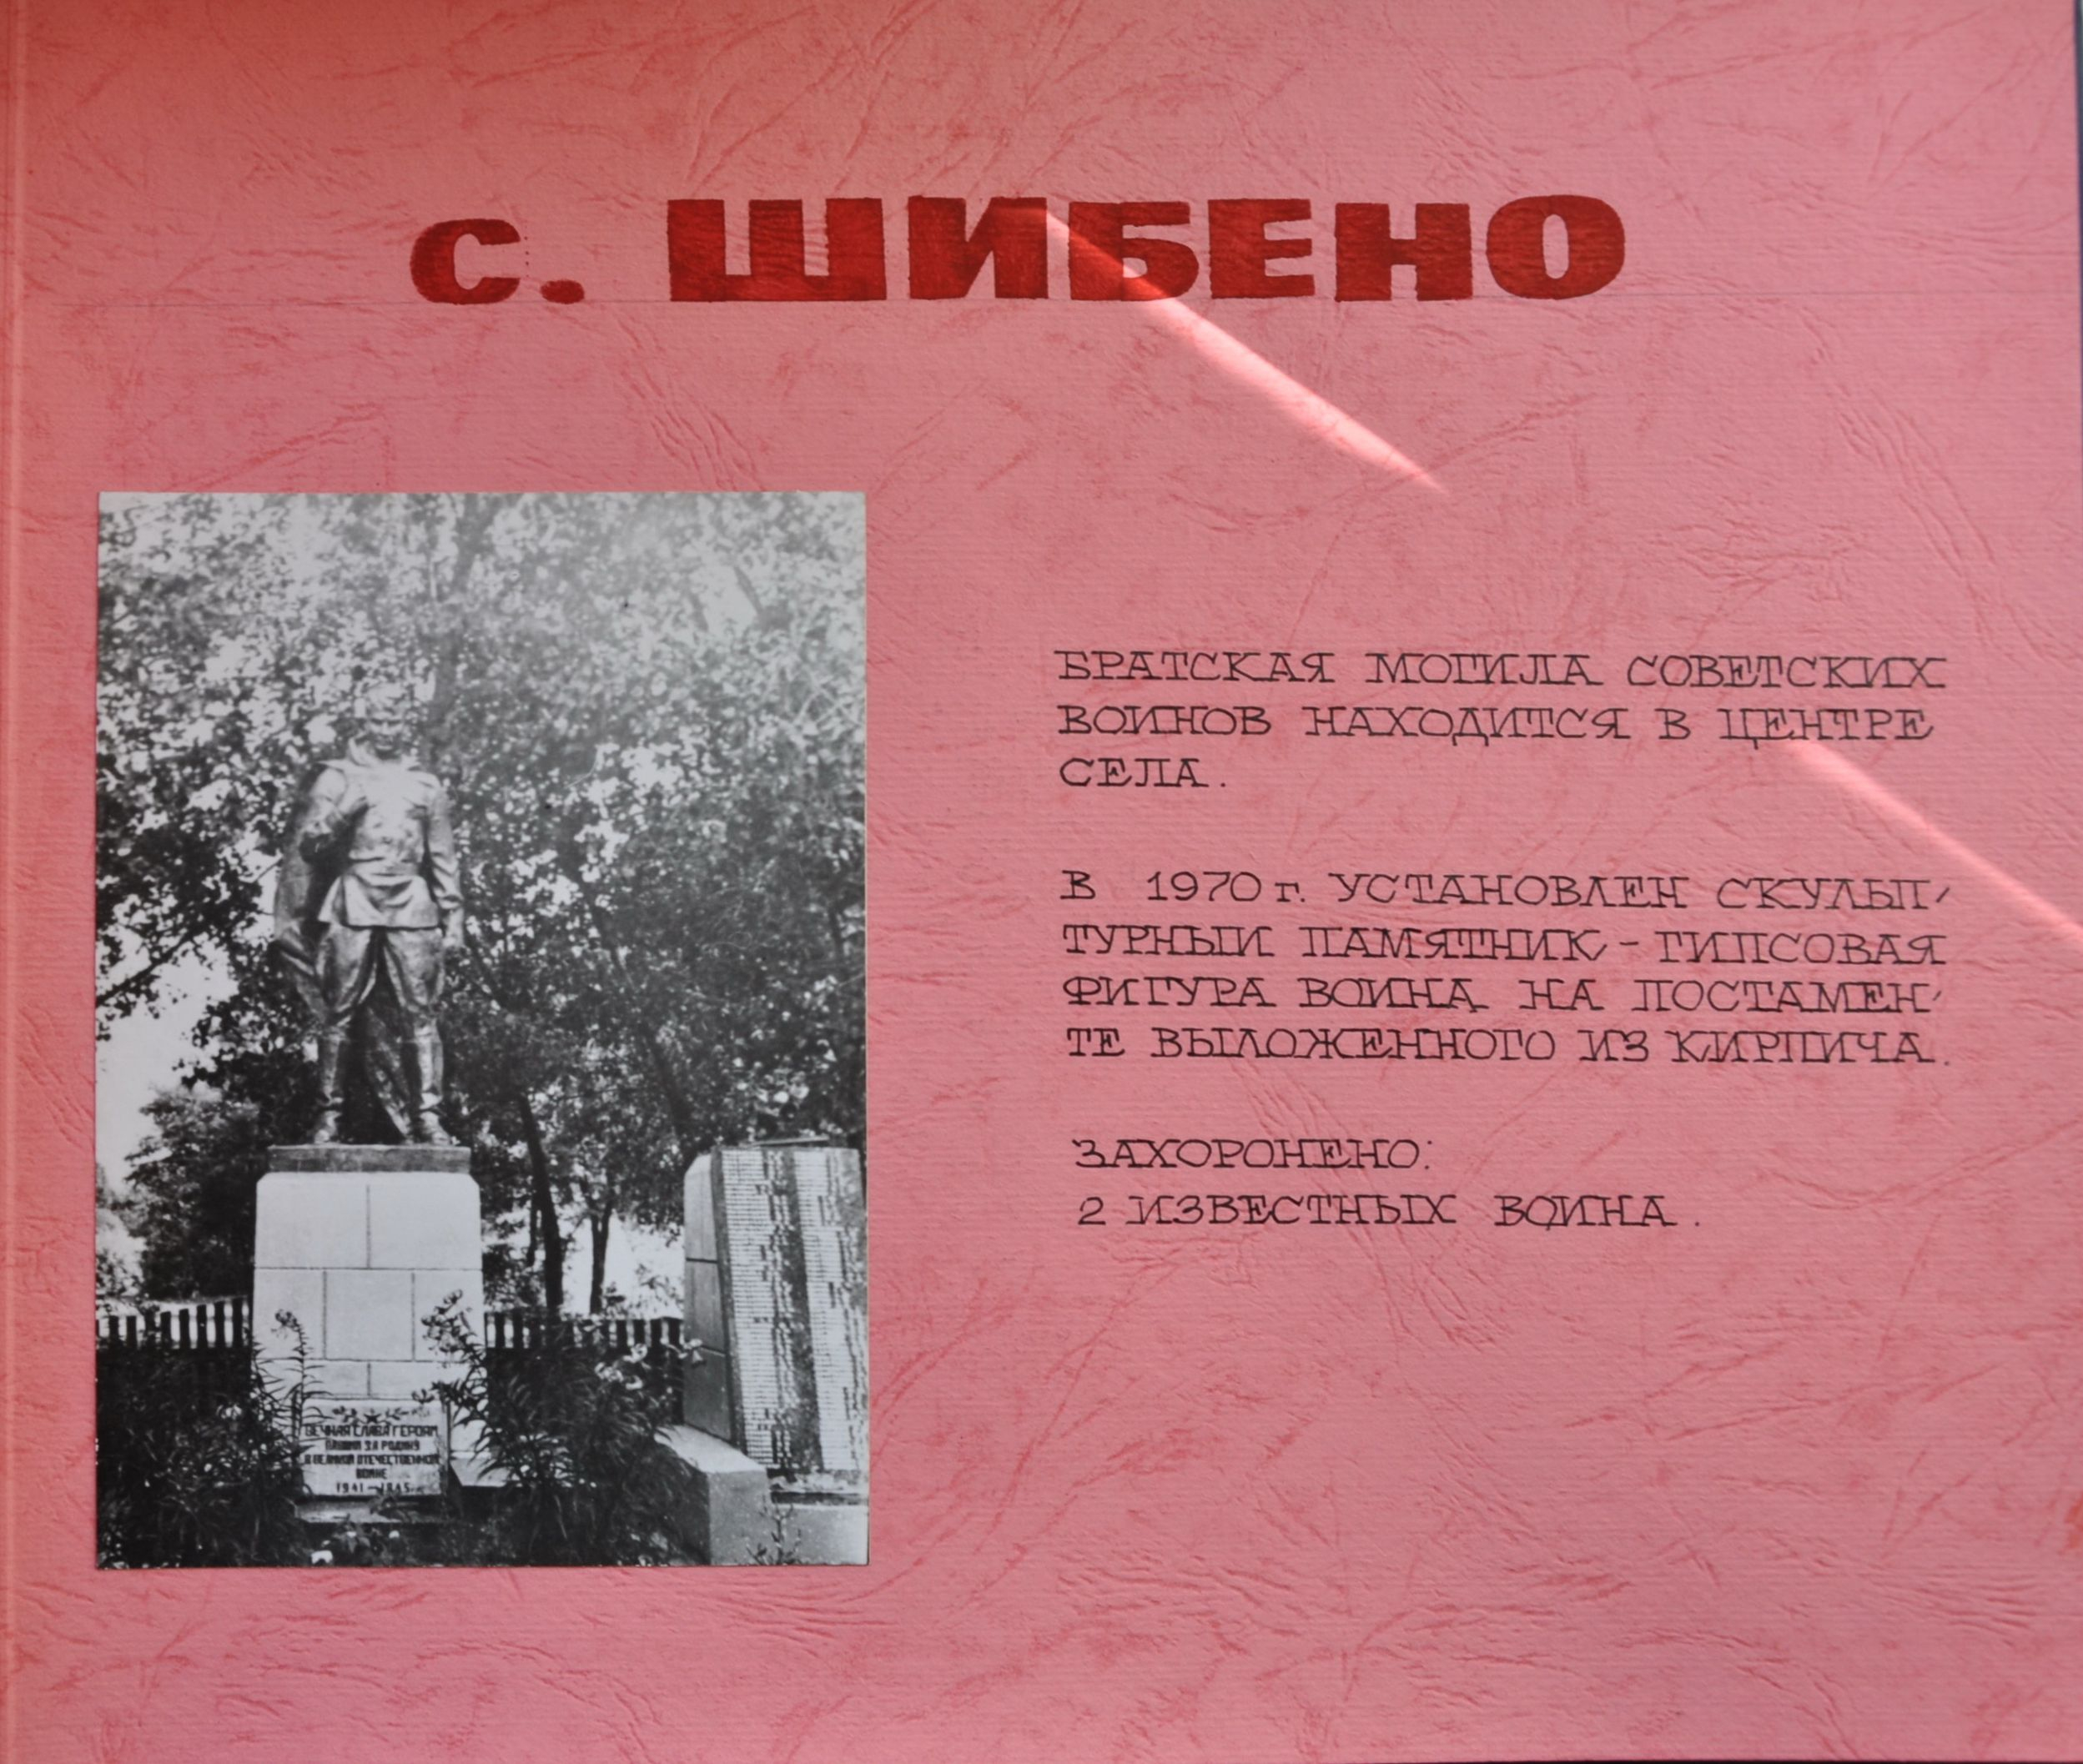 с. ШИБЕНО
БРАТСКАЯ МОГИЛА СОВЕТСКИХ
ВОИНОВ НАХОДИТСЯ В ЦЕНТРЕ
СЕЛА.
В 1970 г. УСТАНОВЛЕН СКУЛЬП-
ТУРНЫЙ ПАМЯТНИК - ГИПСОВАЯ
ФИГУРА ВОИНА НА ПОСТАМЕН-
ТЕ ВЫЛОЖЕННОГО ИЗ КИРПИЧА.
ЗАХОРОНЕНО:
2 ИЗВЕСТНЫХ ВОИНА.
ВЕЧНАЯ СЛАВА ГЕРОЯМ
ПАВШИМ ЗА РОДИНУ
В ВЕЛИКОЙ ОТЕЧЕСТВЕННОЙ
ВОЙНЕ
1941-1945